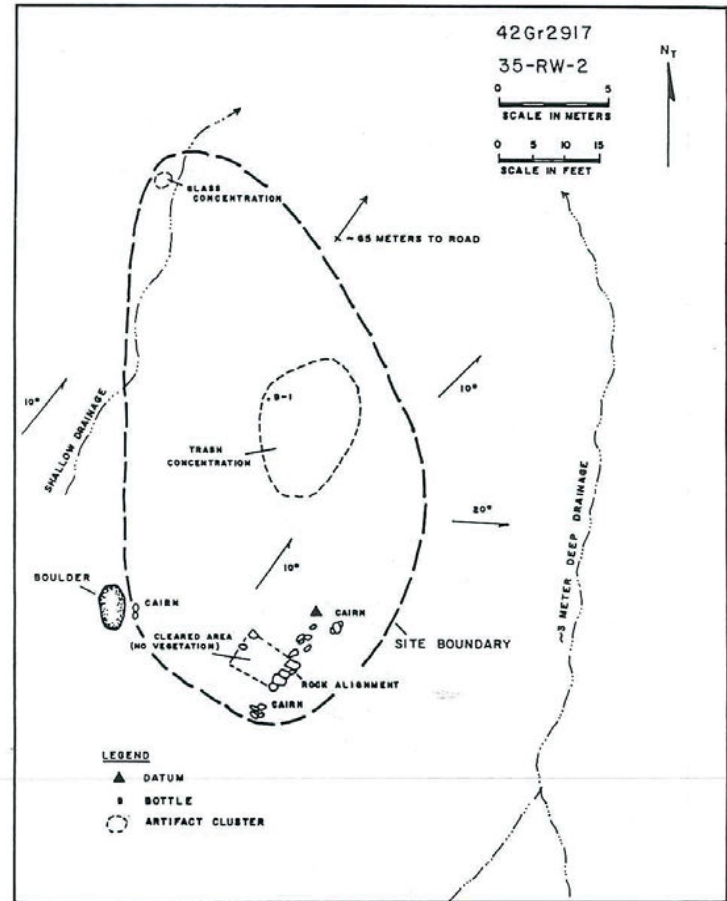 42Gr2917
35-RW-2
NT
0 5
SCALE IN METERS
0 5 10 15
SCALE IN FEET
GLASS
CONCENTRATION
~65 METERS TO ROAD
10°
SHALLOW DRAINAGE
B-1
10°
TRASH
CONCENTRATION
20°
~3 METER DEEP DRAINAGE
10°
BOULDER
CAIRN
CAIRN
CLEARED AREA
(NO VEGETATION)
SITE BOUNDARY
ROCK ALIGNMENT
CAIRN
LEGEND
DATUM
B BOTTLE
ARTIFACT CLUSTER